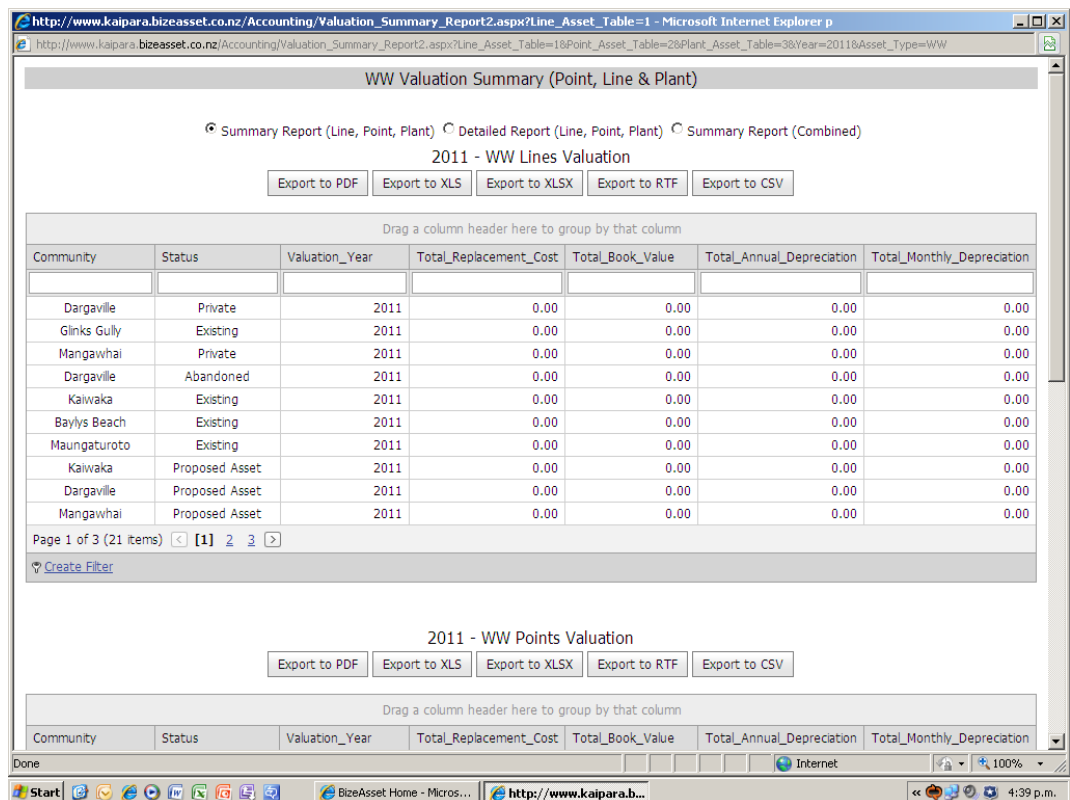 http://www.kaipara.bizeasset.co.nz/Accounting/Valuation_Summary_Report2.aspx?Line_Asset_Table=1 - Microsoft Internet Explorer p
http://www.kaipara.bizeasset.co.nz/Accounting/Valuation_Summary_Report2.aspx?Line_Asset_Table=1&Point_Asset_Table=2&Plant_Asset_Table=3&Year=2011&Asset_Type=WW
WW Valuation Summary (Point, Line & Plant)
Summary Report (Line, Point, Plant) Detailed Report (Line, Point, Plant) Summary Report (Combined)
2011 - WW Lines Valuation
Export to PDF Export to XLS Export to XLSX Export to RTF Export to CSV
Drag a column header here to group by that column
Community Status Valuation_Year Total_Replacement_Cost Total_Book_Value Total_Annual_Depreciation Total_Monthly_Depreciation
Dargaville Private 2011 0.00 0.00 0.00 0.00
Glinks Gully Existing 2011 0.00 0.00 0.00 0.00
Mangawhai Private 2011 0.00 0.00 0.00 0.00
Dargaville Abandoned 2011 0.00 0.00 0.00 0.00
Kaiwaka Existing 2011 0.00 0.00 0.00 0.00
Baylys Beach Existing 2011 0.00 0.00 0.00 0.00
Maungaturoto Existing 2011 0.00 0.00 0.00 0.00
Kaiwaka Proposed Asset 2011 0.00 0.00 0.00 0.00
Dargaville Proposed Asset 2011 0.00 0.00 0.00 0.00
Mangawhai Proposed Asset 2011 0.00 0.00 0.00 0.00
Page 1 of 3 (21 items) < [1] 2 3 >
Create Filter
2011 - WW Points Valuation
Export to PDF Export to XLS Export to XLSX Export to RTF Export to CSV
Drag a column header here to group by that column
Community Status Valuation_Year Total_Replacement_Cost Total_Book_Value Total_Annual_Depreciation Total_Monthly_Depreciation
Done Internet 100%
Start BizeAsset Home - Micros... http://www.kaipara.b... « 4:39 p.m.